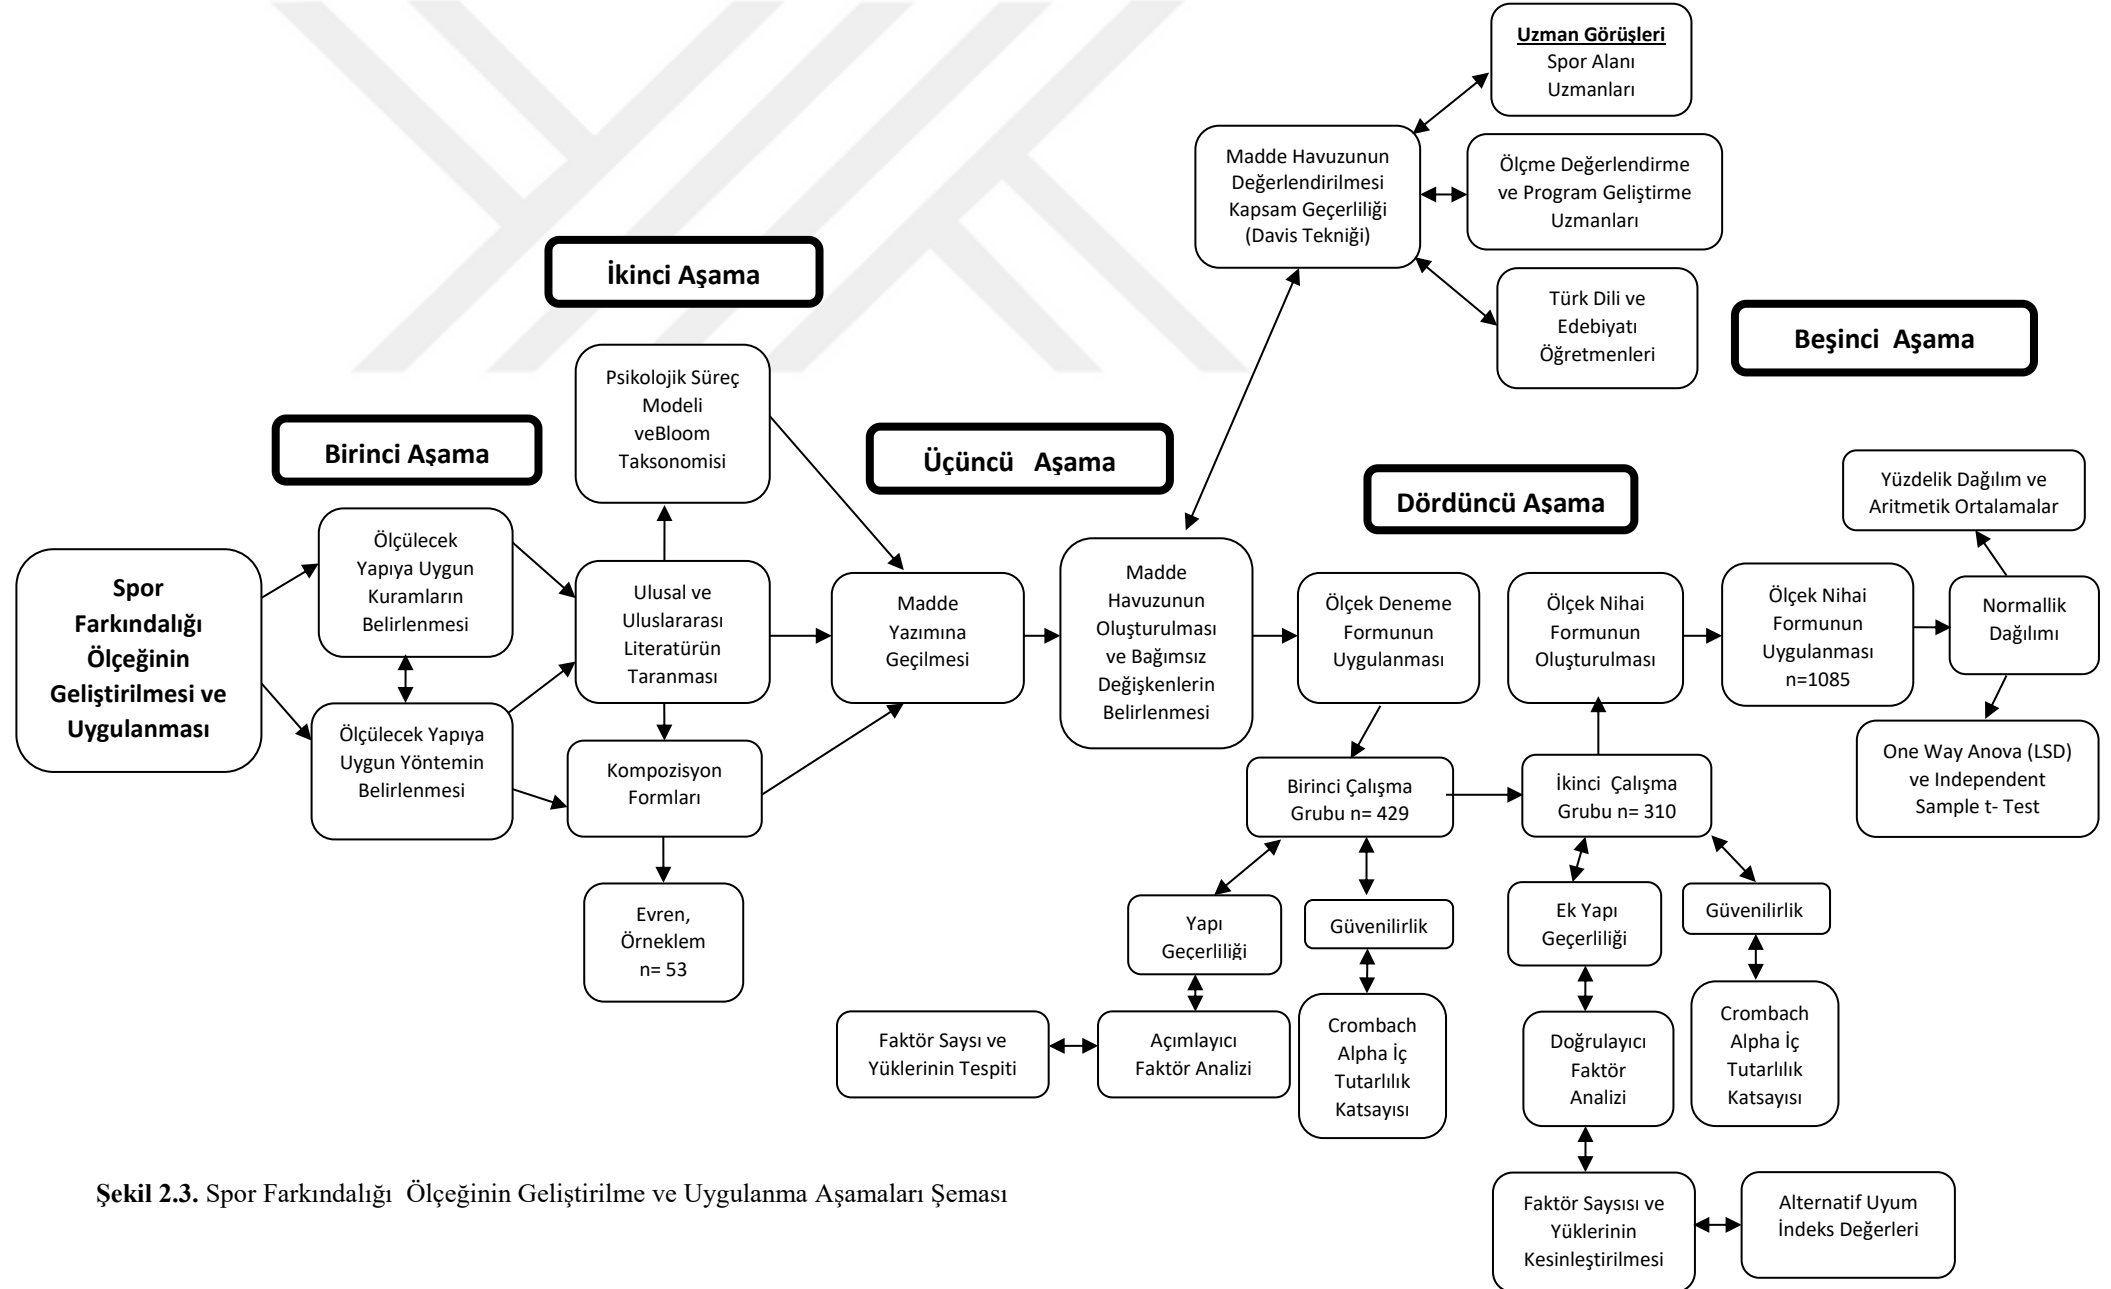 Uzman Görüşleri
Spor Alanı
Uzmanları
Madde Havuzunun
Değerlendirilmesi
Kapsam Geçerliliği
(Davis Tekniği)
Ölçme Değerlendirme
ve Program Geliştirme
Uzmanları
Türk Dili ve
Edebiyatı
Öğretmenleri
İkinci Aşama
Beşinci Aşama
Psikolojik Süreç
Modeli
veBloom
Taksonomisi
Birinci Aşama
Üçüncü Aşama
Dördüncü Aşama
Yüzdelik Dağılım ve
Aritmetik Ortalamalar
Spor
Farkındalığı
Ölçeğinin
Geliştirilmesi ve
Uygulanması
Ölçülecek
Yapıya Uygun
Kuramların
Belirlenmesi
Ölçülecek Yapıya
Uygun Yöntemin
Belirlenmesi
Ulusal ve
Uluslararası
Literatürün
Taranması
Kompozisyon
Formları
Evren,
Örneklem
n= 53
Madde
Yazımına
Geçilmesi
Madde
Havuzunun
Oluşturulması
ve Bağımsız
Değişkenlerin
Belirlenmesi
Ölçek Deneme
Formunun
Uygulanması
Ölçek Nihai
Formunun
Oluşturulması
Ölçek Nihai
Formunun
Uygulanması
n=1085
Normallik
Dağılımı
One Way Anova (LSD)
ve Independent
Sample t- Test
Birinci Çalışma
Grubu n= 429
İkinci Çalışma
Grubu n= 310
Yapı
Geçerliliği
Güvenilirlik
Ek Yapı
Geçerliliği
Güvenilirlik
Faktör Saysı ve
Yüklerinin Tespiti
Açımlayıcı
Faktör Analizi
Crombach
Alpha İç
Tutarlılık
Katsayısı
Doğrulayıcı
Faktör
Analizi
Crombach
Alpha İç
Tutarlılık
Katsayısı
Faktör Saysısı ve
Yüklerinin
Kesinleştirilmesi
Alternatif Uyum
İndeks Değerleri
Şekil 2.3. Spor Farkındalığı Ölçeğinin Geliştirilme ve Uygulanma Aşamaları Şeması